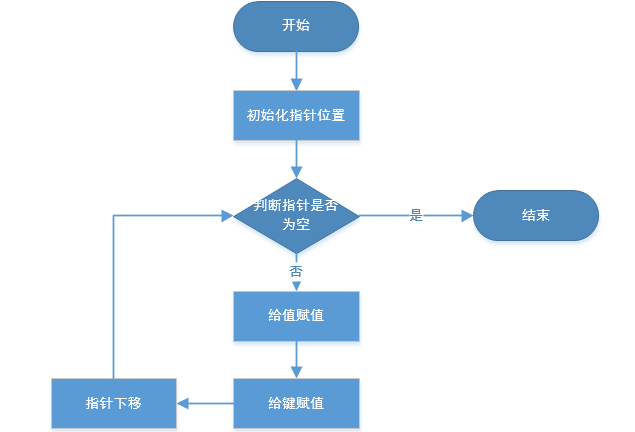 开始
初始化指针位置
判断指针是否
为空
是
结束
否
给值赋值
给键赋值
指针下移